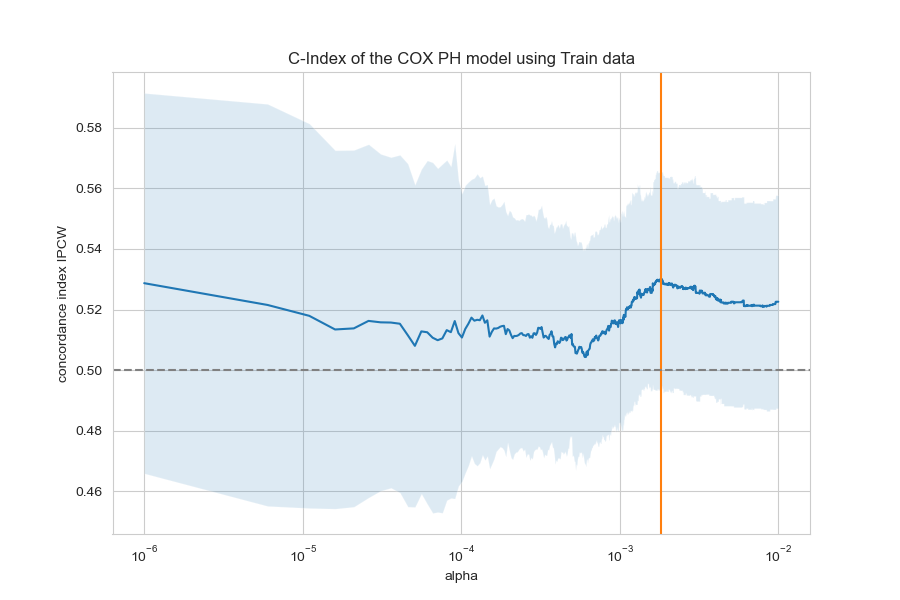 C-Index of the COX PH model using Train data
concordance index IPCW
0.58
0.56
0.54
0.52
0.50
0.48
0.46
10⁻⁶ 10⁻⁵ 10⁻⁴ 10⁻³ 10⁻²
alpha